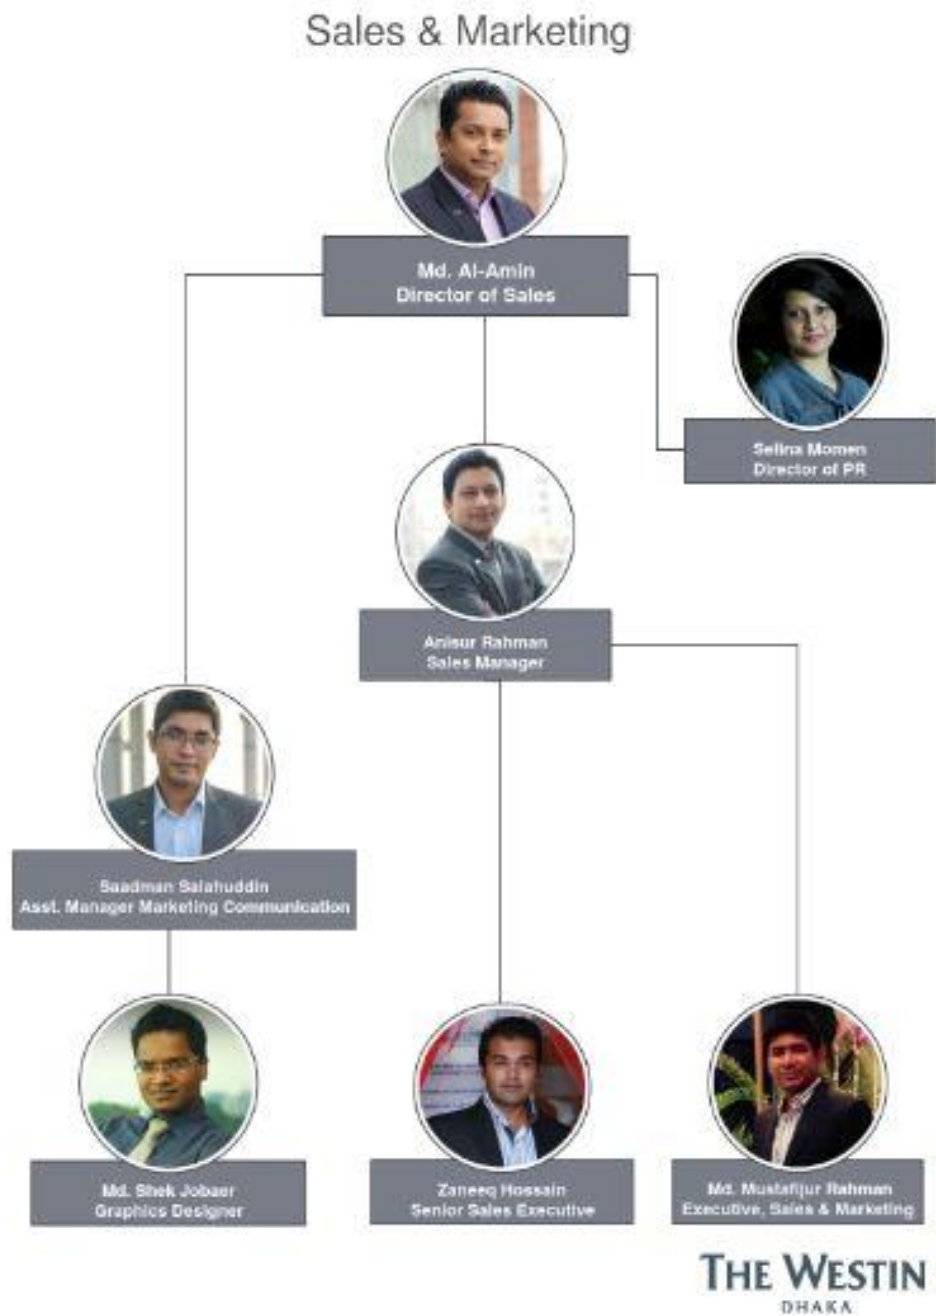 Sales & Marketing
Md. Al-Amin
Director of Sales
Selina Momen
Director of PR
Anisur Rahman
Sales Manager
Saadman Salahuddin
Asst. Manager Marketing Communication
Md. Shek Jobaer
Graphics Designer
Zaneeq Hossain
Senior Sales Executive
Md. Mustafijur Rahman
Executive, Sales & Marketing
THE WESTIN
DHAKA